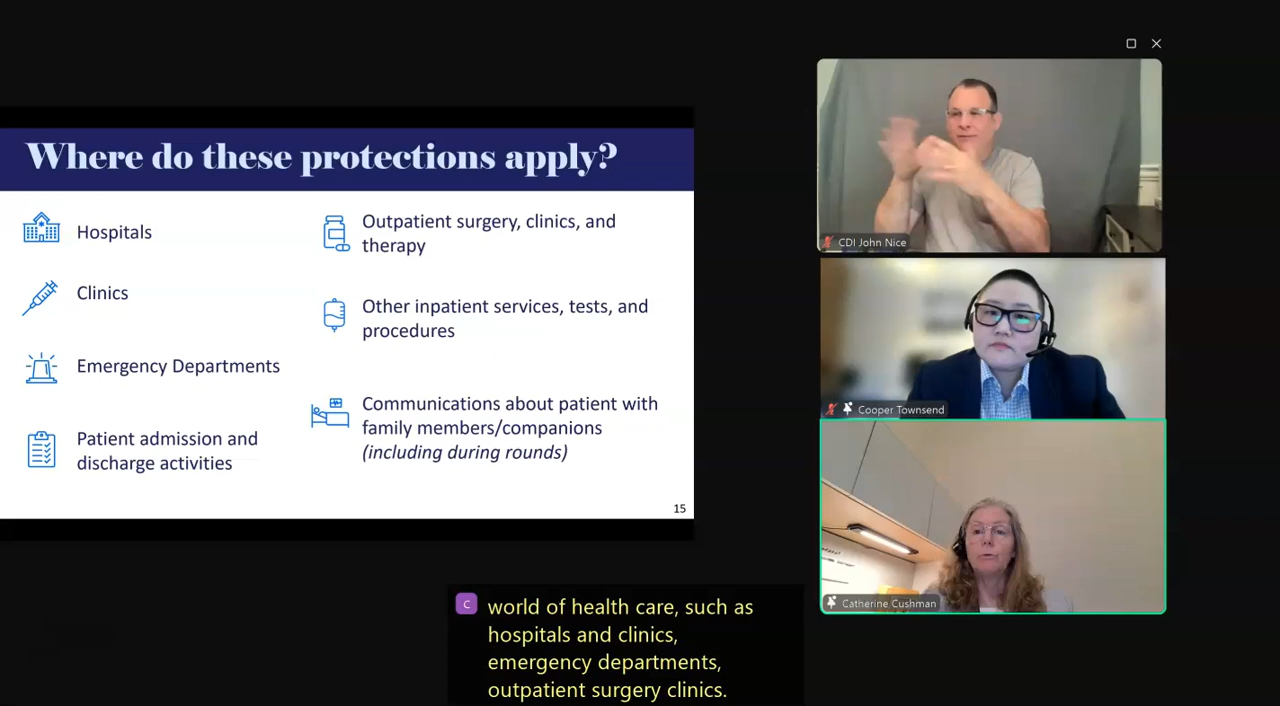 Where do these protections apply?
Hospitals
Clinics
Emergency Departments
Patient admission and
discharge activities
Outpatient surgery, clinics, and
therapy
Other inpatient services, tests, and
procedures
Communications about patient with
family members/companions
(including during rounds)
15
CDI John Nice
Cooper Townsend
Catherine Cushman
C
world of health care, such as
hospitals and clinics,
emergency departments,
outpatient surgery clinics.